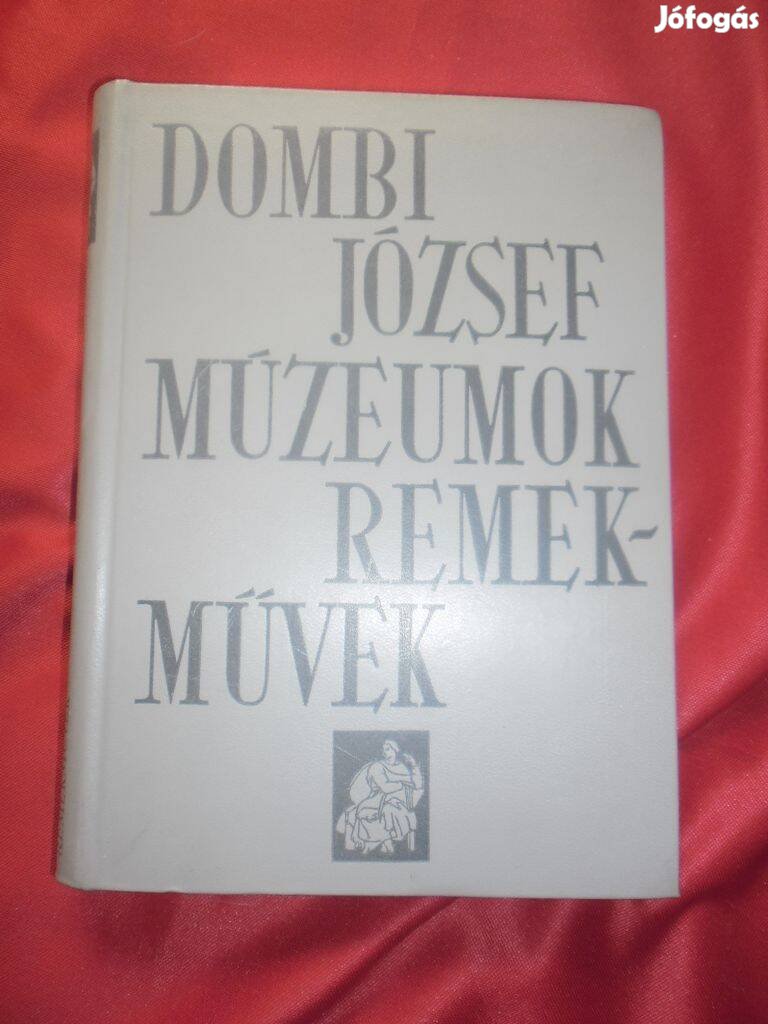 Jófogás
DOMBI
JÓZSEF
MÚZEUMOK
REMEK-
MŰVEK